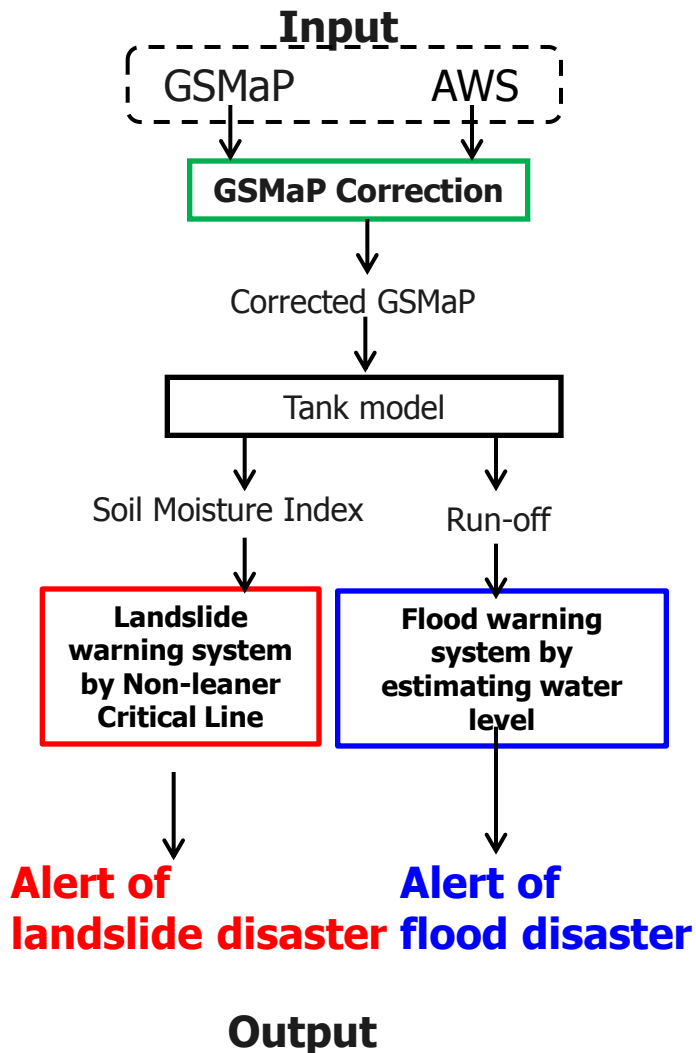 Input
GSMaP
AWS
GSMaP Correction
Corrected GSMaP
Tank model
Soil Moisture Index
Run-off
Landslide
warning system
by Non-leaner
Critical Line
Flood warning
system by
estimating water
level
Alert of
landslide disaster
Alert of
flood disaster
Output